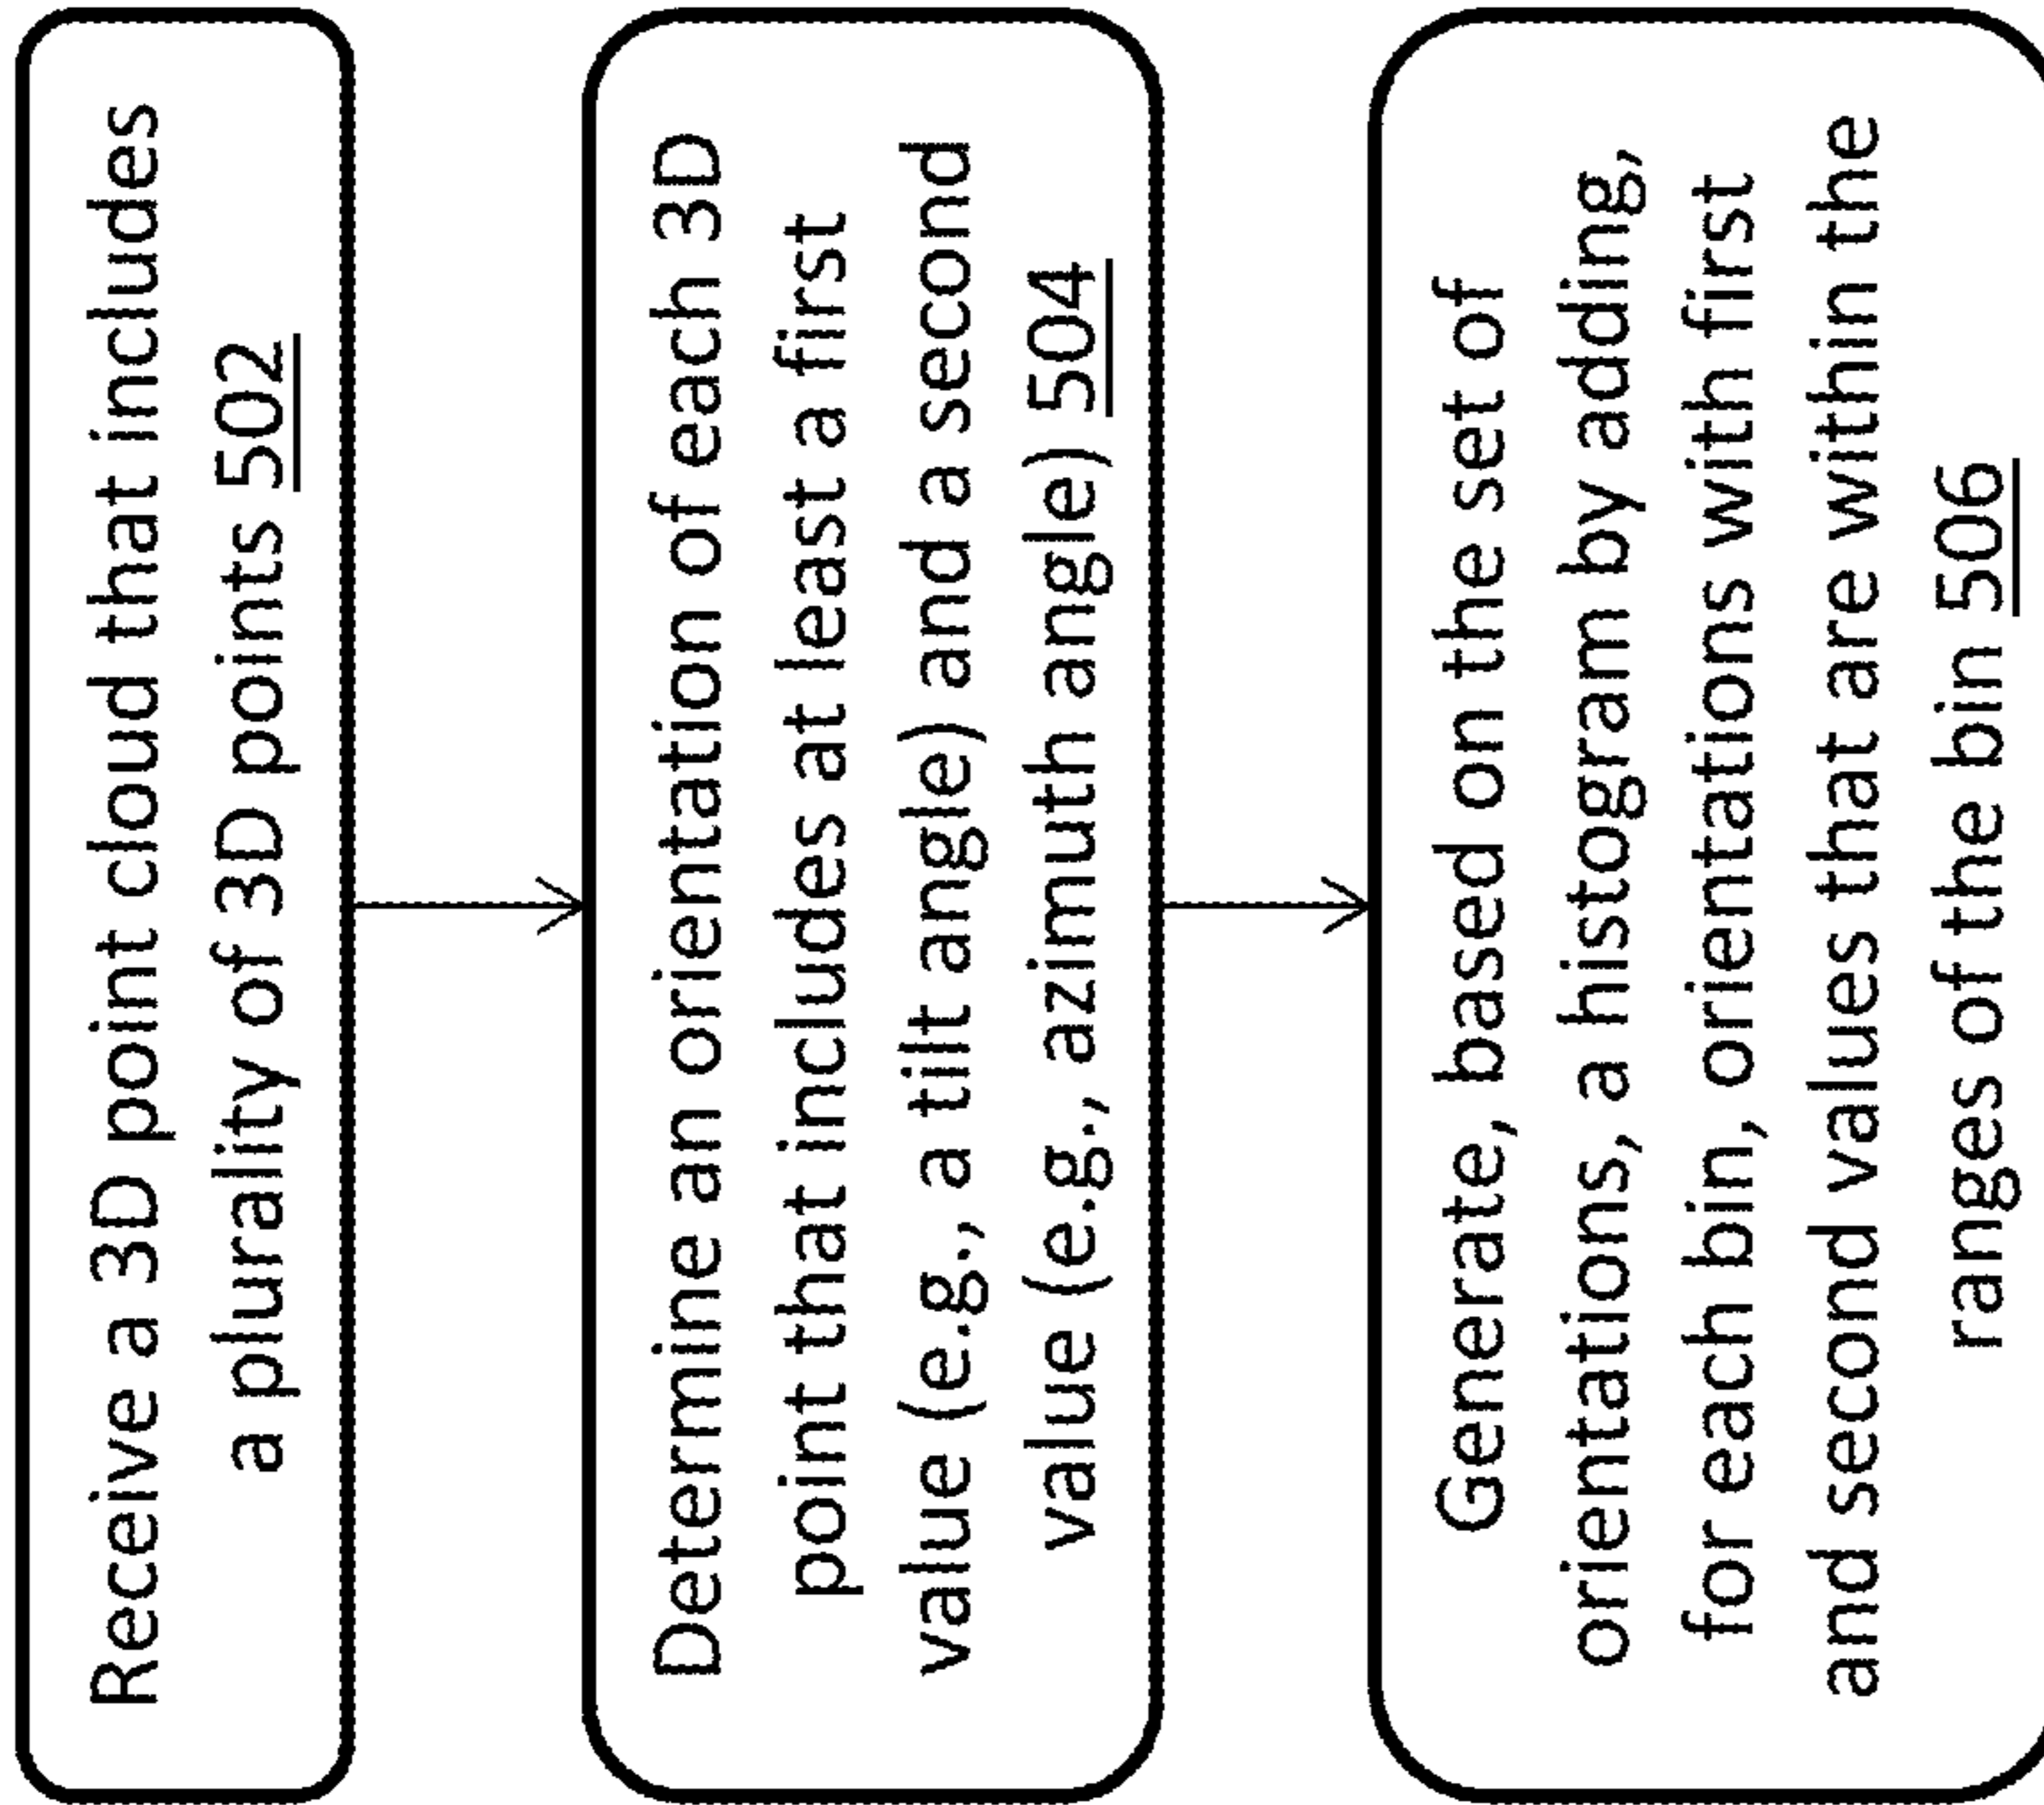 Receive a 3D point cloud that includes
a plurality of 3D points 502
Determine an orientation of each 3D
point that includes at least a first
value (e.g., a tilt angle) and a second
value (e.g., azimuth angle) 504
Generate, based on the set of
orientations, a histogram by adding,
for each bin, orientations with first
and second values that are within the
ranges of the bin 506